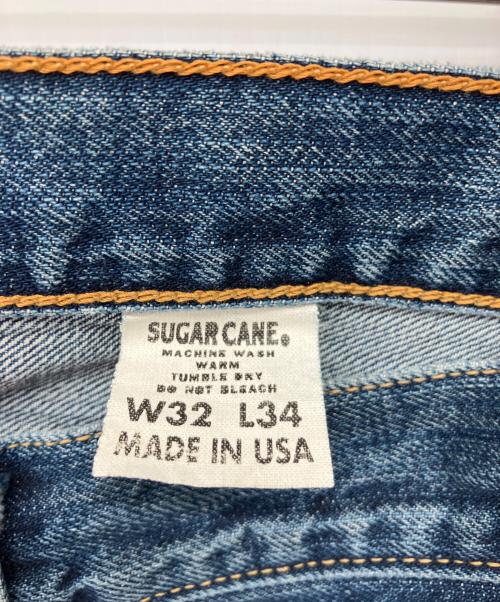 SUGAR CANE.
MACHINE WASH
WARM
TUMBLE DRY
DO NOT BLEACH
W32 L34
MADE IN USA